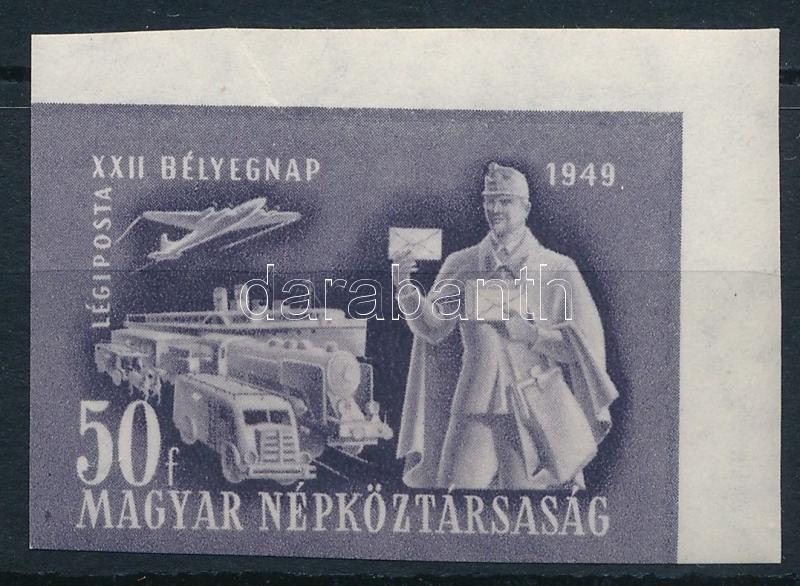 XXII BÉLYEGNAP
1949
LÉGIPOSTA
darabanth
50f
MAGYAR NÉPKÖZTÁRSASÁG